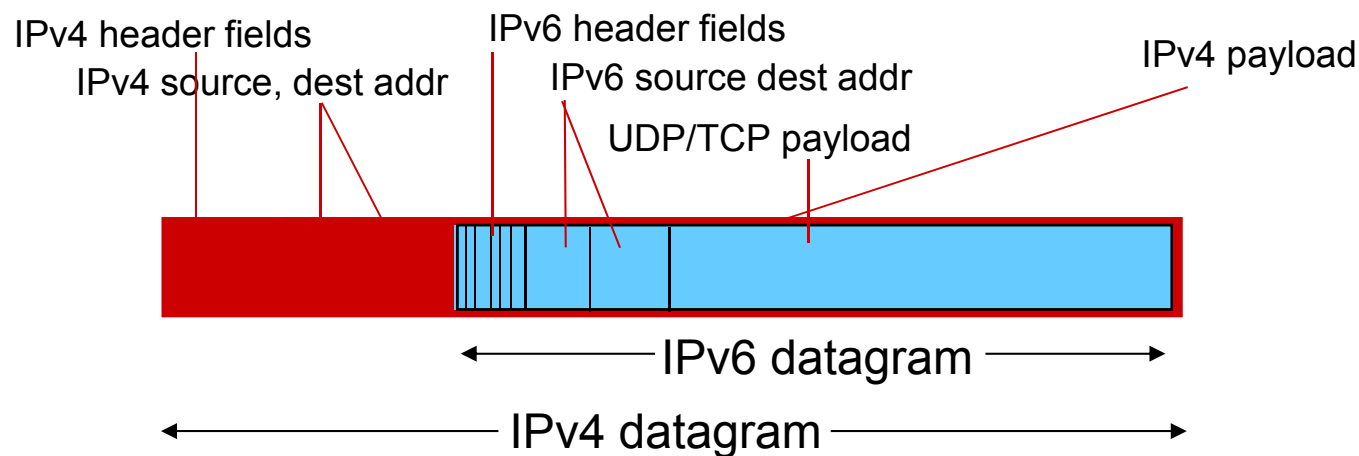 IPv4 header fields
IPv6 header fields
IPv4 payload
IPv4 source, dest addr
IPv6 source dest addr
UDP/TCP payload
IPv6 datagram
IPv4 datagram